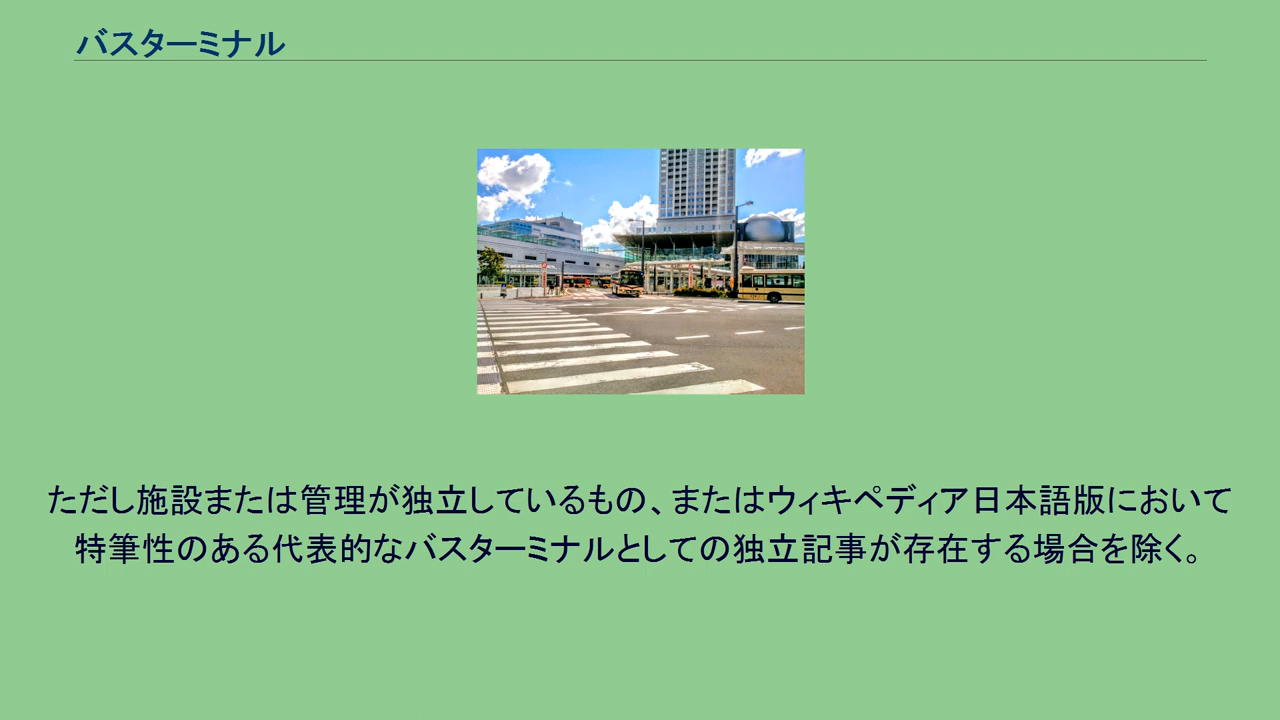 バスターミナル
ただし施設または管理が独立しているもの、またはウィキペディア日本語版において
特筆性のある代表的なバスターミナルとしての独立記事が存在する場合を除く。